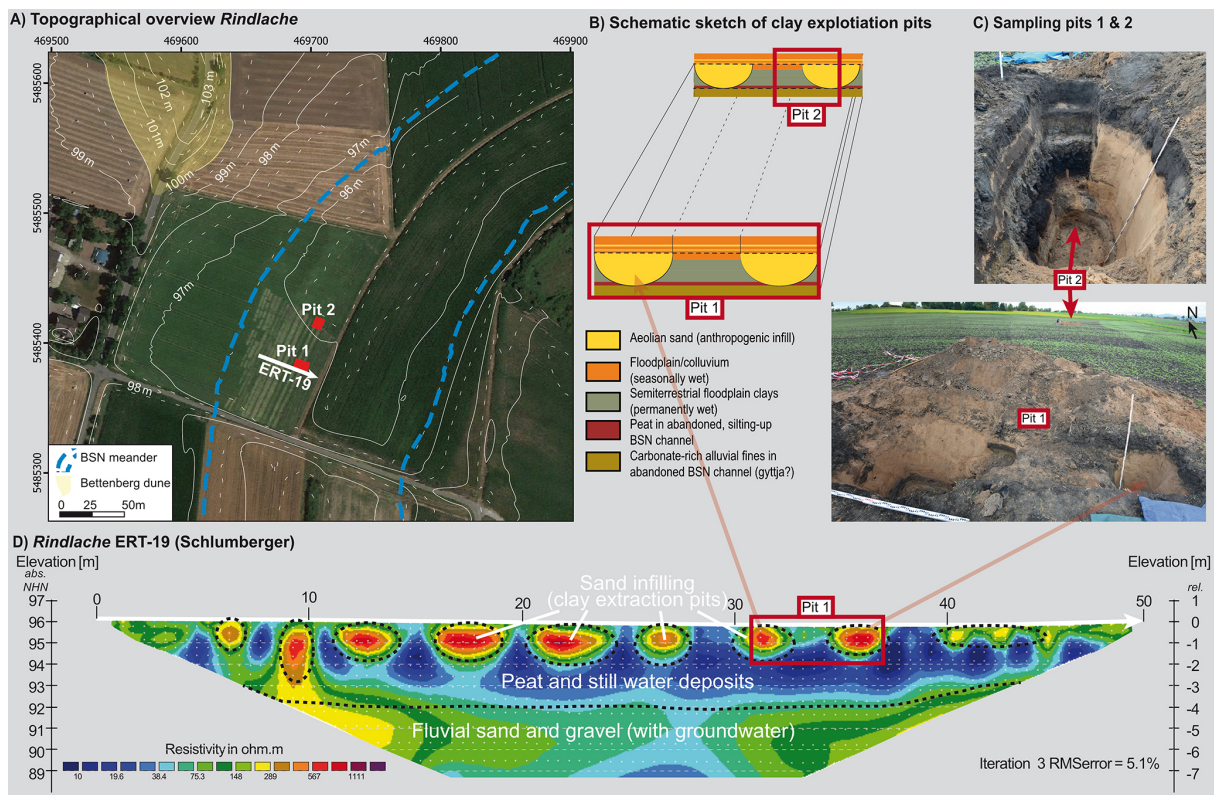 A) Topographical overview Rindlache
469500
469600
469700
469800
469900
5485600
5485500
5485400
5485300
99 m
102 m
103 m
101m
100m
99m
98m
97m
96 m
97m
98 m
Pit 2
Pit 1
ERT-19
BSN meander
Bettenberg dune
0 25 50m
B) Schematic sketch of clay explotiation pits
Pit 2
Pit 1
Aeolian sand (anthropogenic infill)
Floodplain/colluvium
(seasonally wet)
Semiterrestrial floodplain clays
(permanently wet)
Peat in abandoned, silting-up
BSN channel
Carbonate-rich alluvial fines in
abandoned BSN channel (gyttja?)
C) Sampling pits 1 & 2
Pit 2
N
Pit 1
D) Rindlache ERT-19 (Schlumberger)
Elevation [m]
abs.
NHN
97
96
95
94
93
92
91
90
89
0
10
20
30
40
50
Sand infilling
(clay extraction pits)
Pit 1
Peat and still water deposits
Fluvial sand and gravel (with groundwater)
Elevation [m]
rel.
1
0
-1
-2
-3
-4
-5
-6
-7
Resistivity in ohm.m
10 19.6 38.4 75.3 148 289 567 1111
Iteration 3 RMSerror = 5.1%